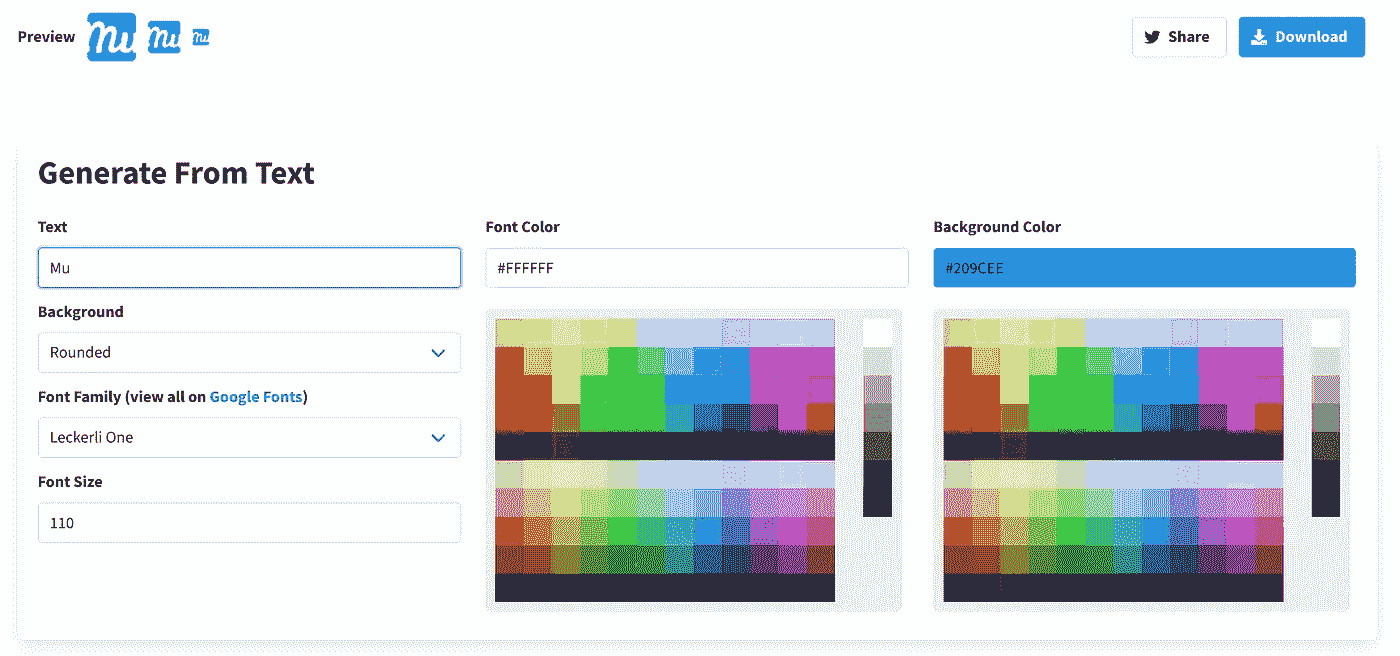 Preview Mu Mu Mu Share Download
Generate From Text
Text
Mu
Background
Rounded
Font Family (view all on Google Fonts)
Leckerli One
Font Size
110
Font Color
#FFFFFF
Background Color
#209CEE